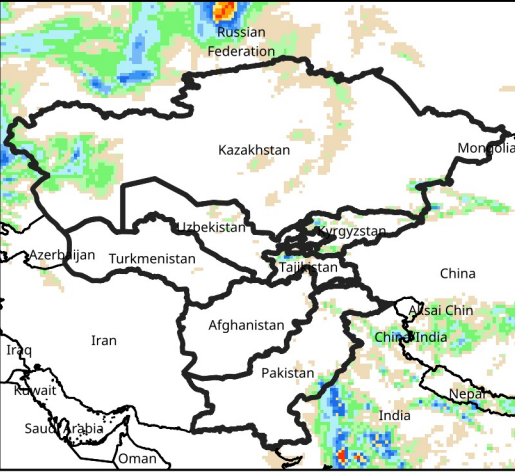 Russian
Federation
Kazakhstan
Mongolia
Uzbekistan
Kyrgyzstan
Azerbaijan
Turkmenistan
Tajikistan
China
Aksai Chin
Afghanistan
China/India
Iran
Iraq
Pakistan
Kuwait
Nepal
India
Saudi Arabia
Oman